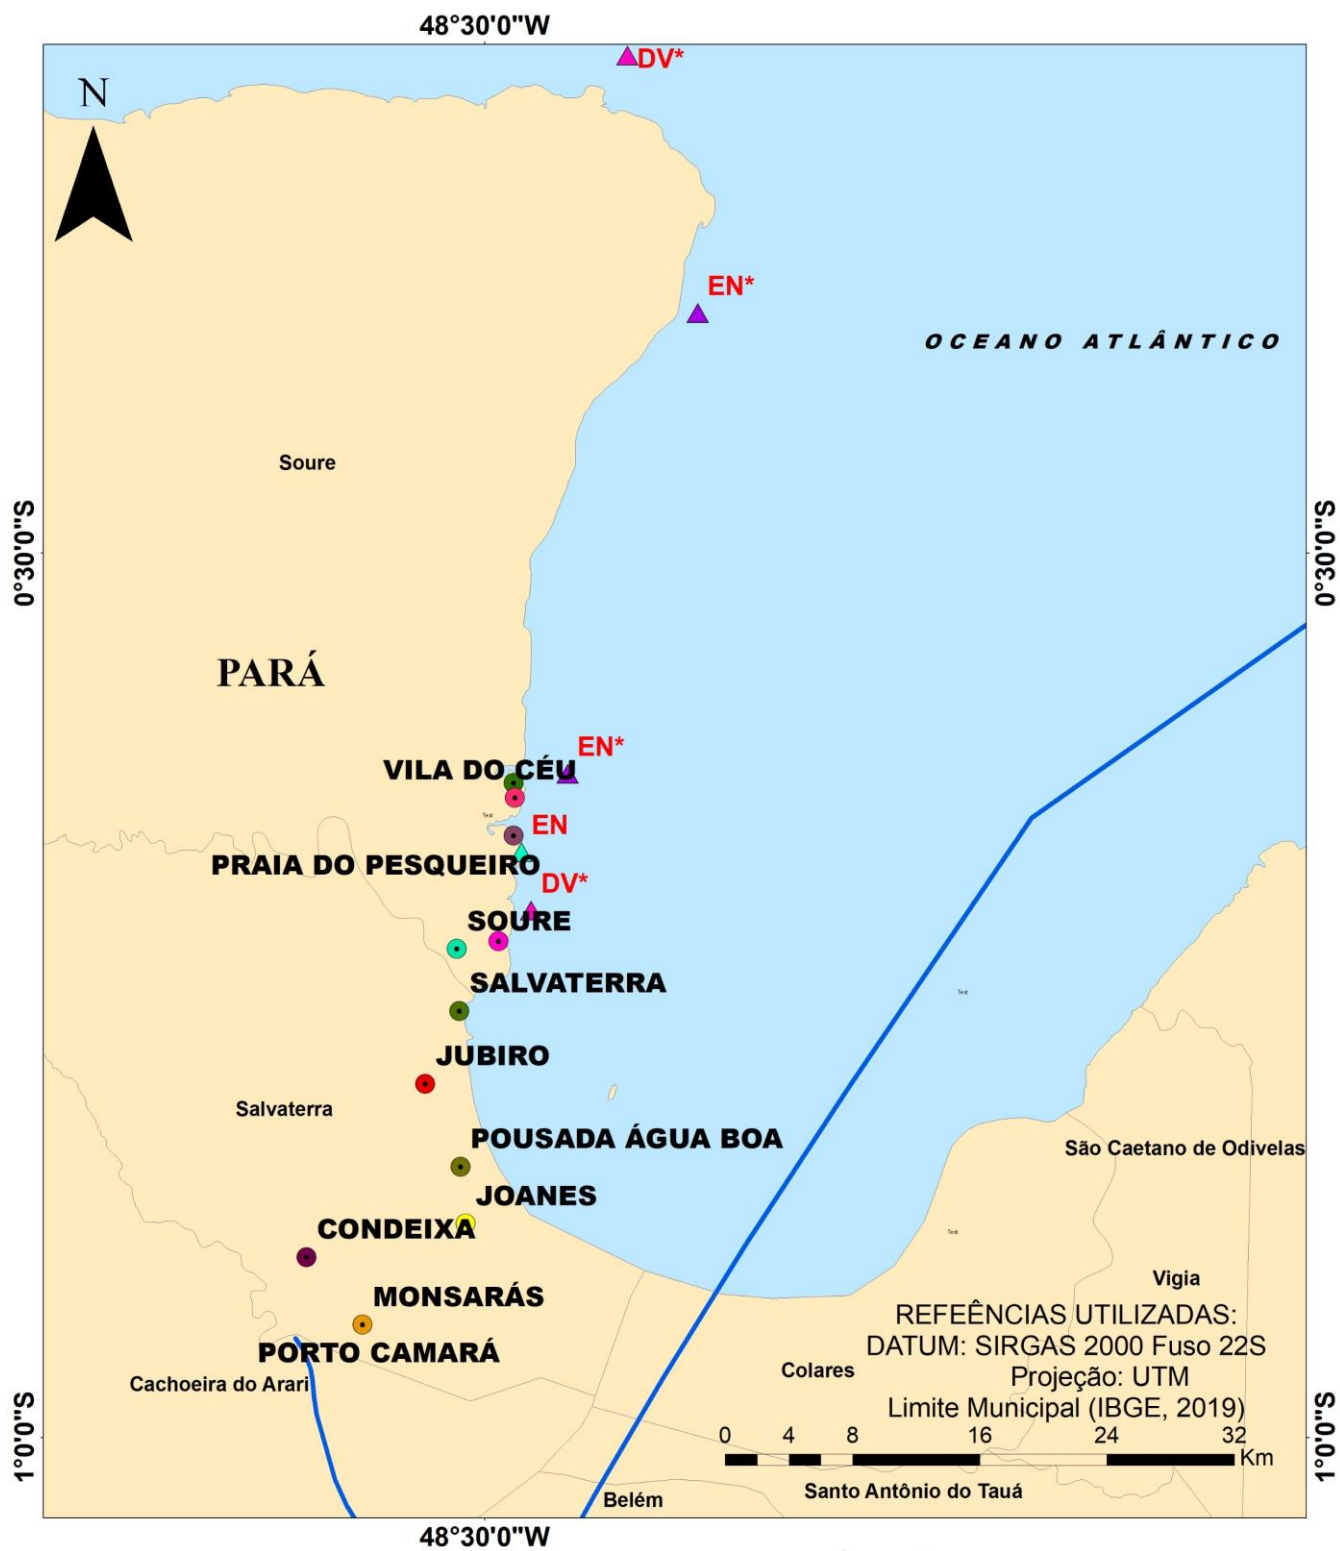 48°30'0"W
DV*
N
EN*
OCEANO ATLÂNTICO
Soure
0°30'0"S
0°30'0"S
PARÁ
EN*
VILA DO CÉU
Text
EN
PRAIA DO PESQUEIRO
DV*
SOURE
SALVATERRA
Text
JUBIRO
Salvaterra
POUSADA ÁGUA BOA
São Caetano de Odivelas
JOANES
CONDEIXA
Text
Vigia
MONSARÁS
REFEÊNCIAS UTILIZADAS:
DATUM: SIRGAS 2000 Fuso 22S
Projeção: UTM
Limite Municipal (IBGE, 2019)
PORTO CAMARÁ
Colares
Cachoeira do Arari
1°0'0"S
1°0'0"S
0 4 8 16 24 32
Km
Santo Antônio do Tauá
Belém
48°30'0"W